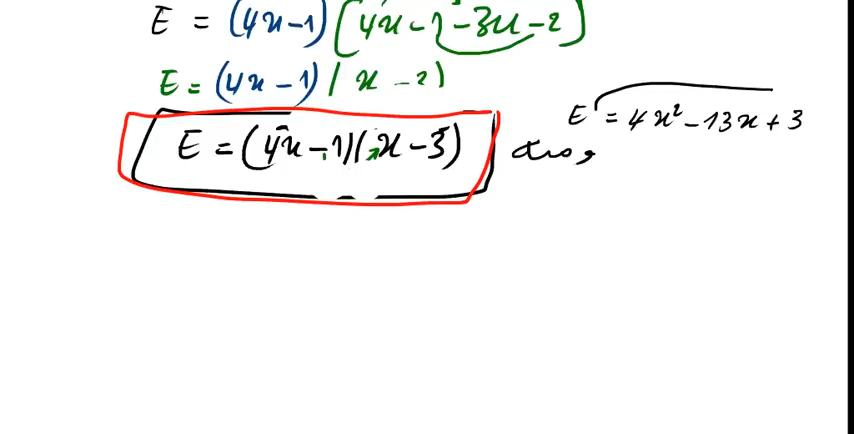 E = (4x-1)[4x-1-3x-2]
E = (4x-1)(x-2)
E = (4x-1)(x-3)
E = 4x² - 13x + 3